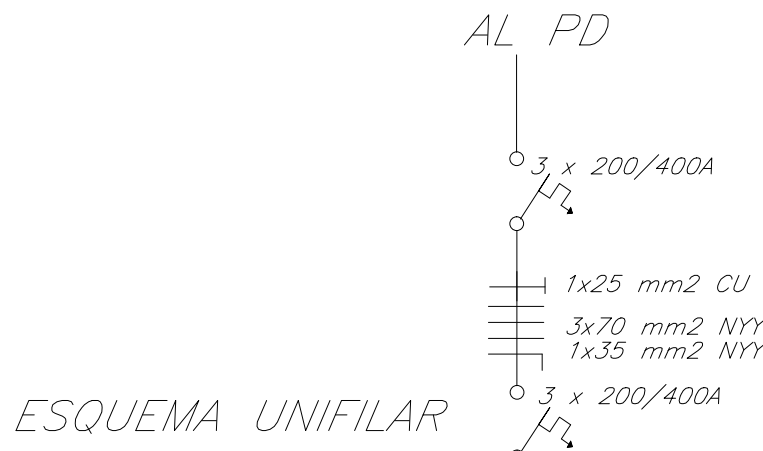 AL PD
3 x 200/400A
1x25 mm2 CU
3x70 mm2 NYY
1x35 mm2 NYY
3 x 200/400A
ESQUEMA UNIFILAR